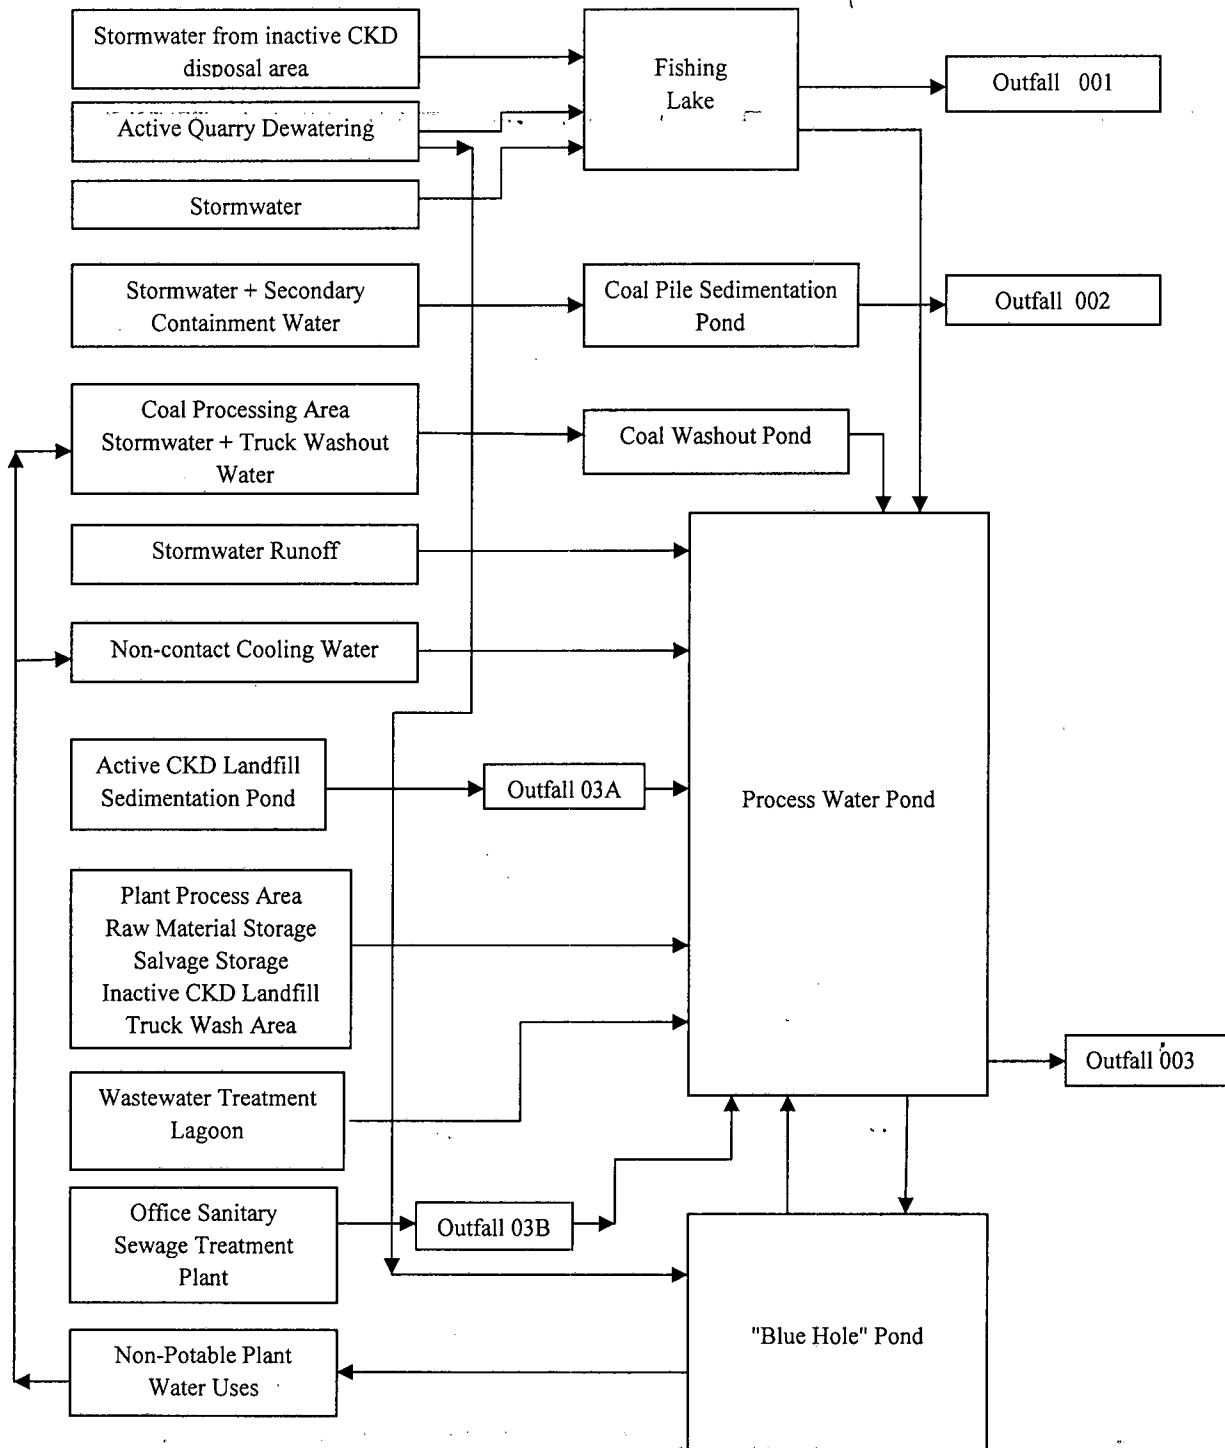 Stormwater from inactive CKD
disposal area
Fishing
Lake
Outfall 001
Active Quarry Dewatering
Stormwater
Stormwater + Secondary
Containment Water
Coal Pile Sedimentation
Pond
Outfall 002
Coal Processing Area
Stormwater + Truck Washout
Water
Coal Washout Pond
Stormwater Runoff
Non-contact Cooling Water
Active CKD Landfill
Sedimentation Pond
Outfall 03A
Process Water Pond
Plant Process Area
Raw Material Storage
Salvage Storage
Inactive CKD Landfill
Truck Wash Area
Outfall 003
Wastewater Treatment
Lagoon
Office Sanitary
Sewage Treatment
Plant
Outfall 03B
"Blue Hole" Pond
Non-Potable Plant
Water Uses